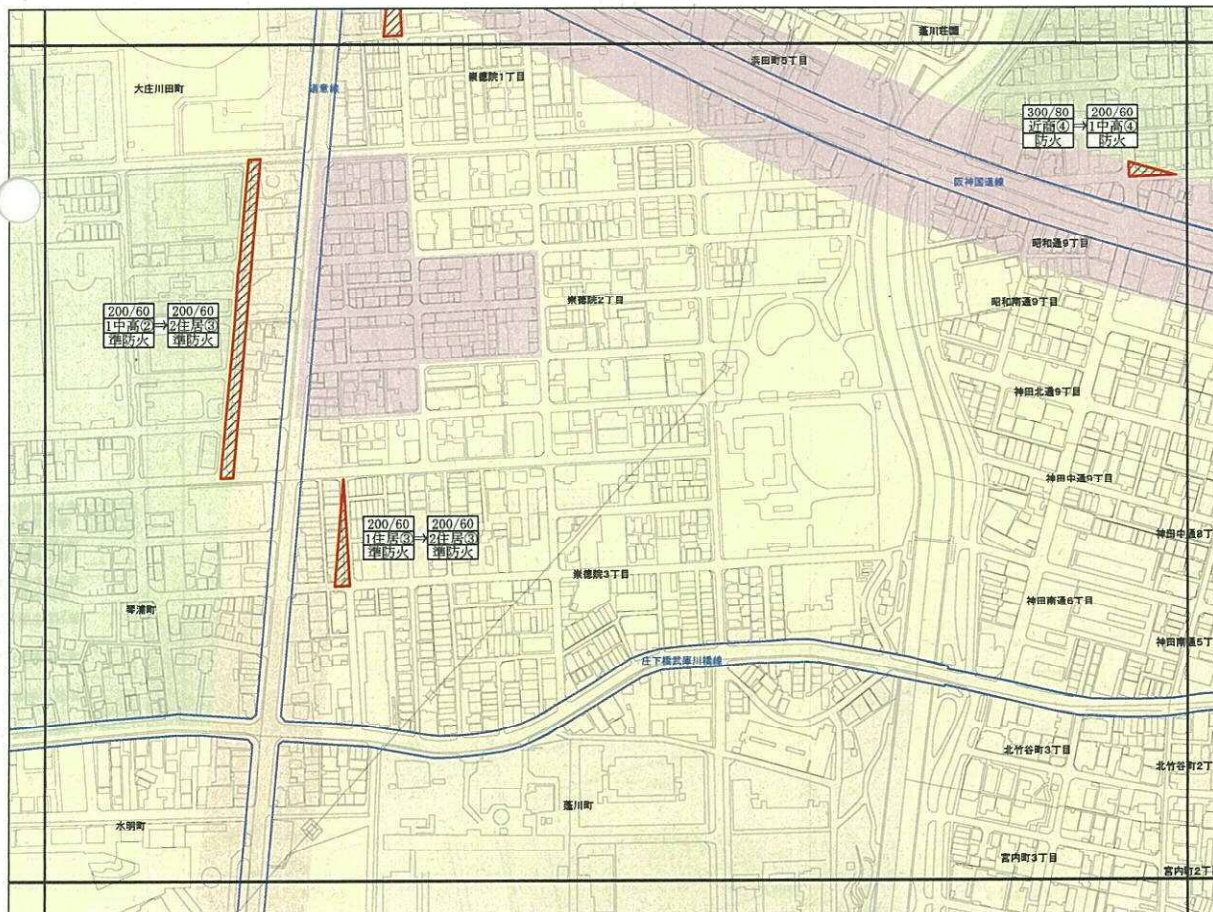 蓬川荘園
浜田町5丁目
崇徳院1丁目
大庄川田町
道意線
300/80
近商④
防火
⇒
200/60
1中高④
防火
阪神国道線
昭和通9丁目
崇徳院2丁目
昭和南通9丁目
200/60
1中高②
準防火
⇒
200/60
2住居③
準防火
神田北通9丁目
神田中通9丁目
200/60
1住居③
準防火
⇒
200/60
2住居③
準防火
神田中通8丁
崇徳院3丁目
神田南通6丁目
琴浦町
神田南通5丁
庄下橋武庫川橋線
北竹谷町3丁目
北竹谷町2丁
蓬川町
水明町
宮内町3丁目
宮内町2丁